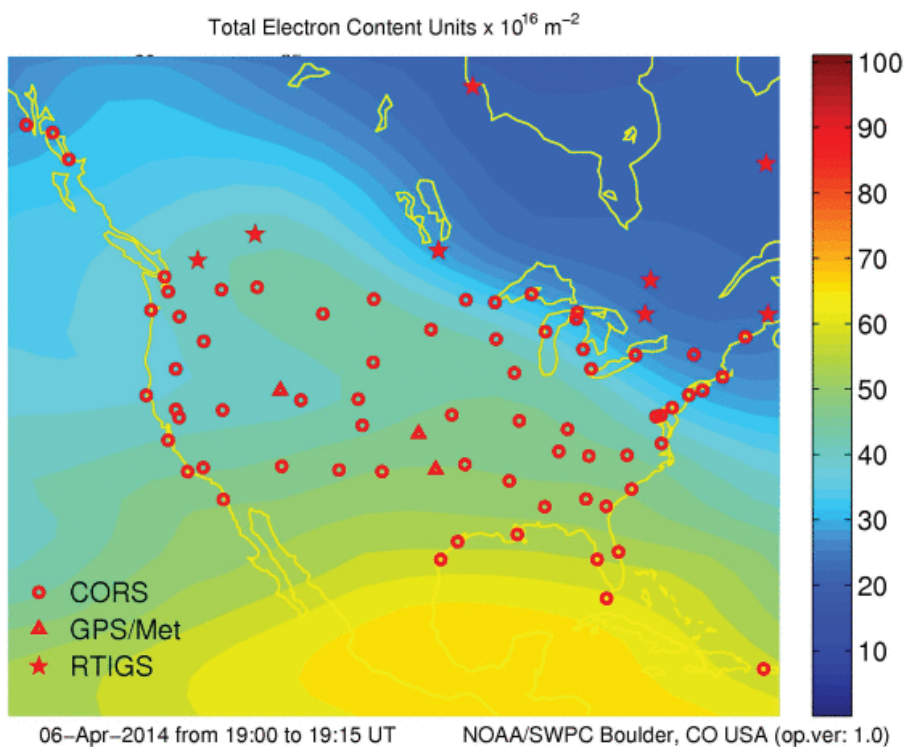 Total Electron Content Units x 10^16 m^−2
100
90
80
70
60
50
40
30
20
10
CORS
GPS/Met
RTIGS
06−Apr−2014 from 19:00 to 19:15 UT
NOAA/SWPC Boulder, CO USA (op.ver: 1.0)